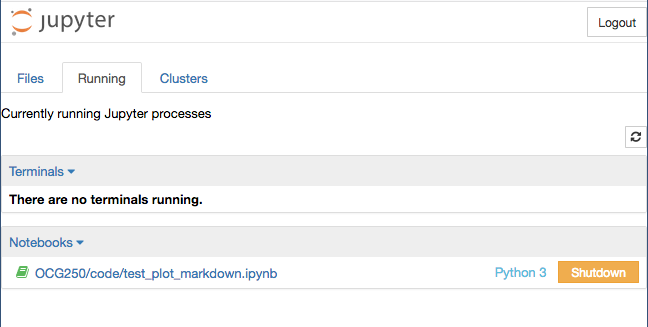 jupyter
Logout
Files Running Clusters
Currently running Jupyter processes
Terminals
There are no terminals running.
Notebooks
OCG250/code/test_plot_markdown.ipynb Python 3 Shutdown